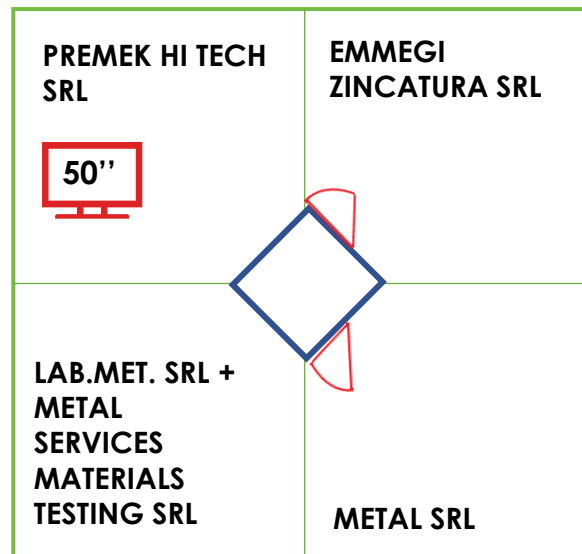 PREMEK HI TECH
SRL
50’’
EMMEGI
ZINCATURA SRL
LAB.MET. SRL +
METAL
SERVICES
MATERIALS
TESTING SRL
METAL SRL